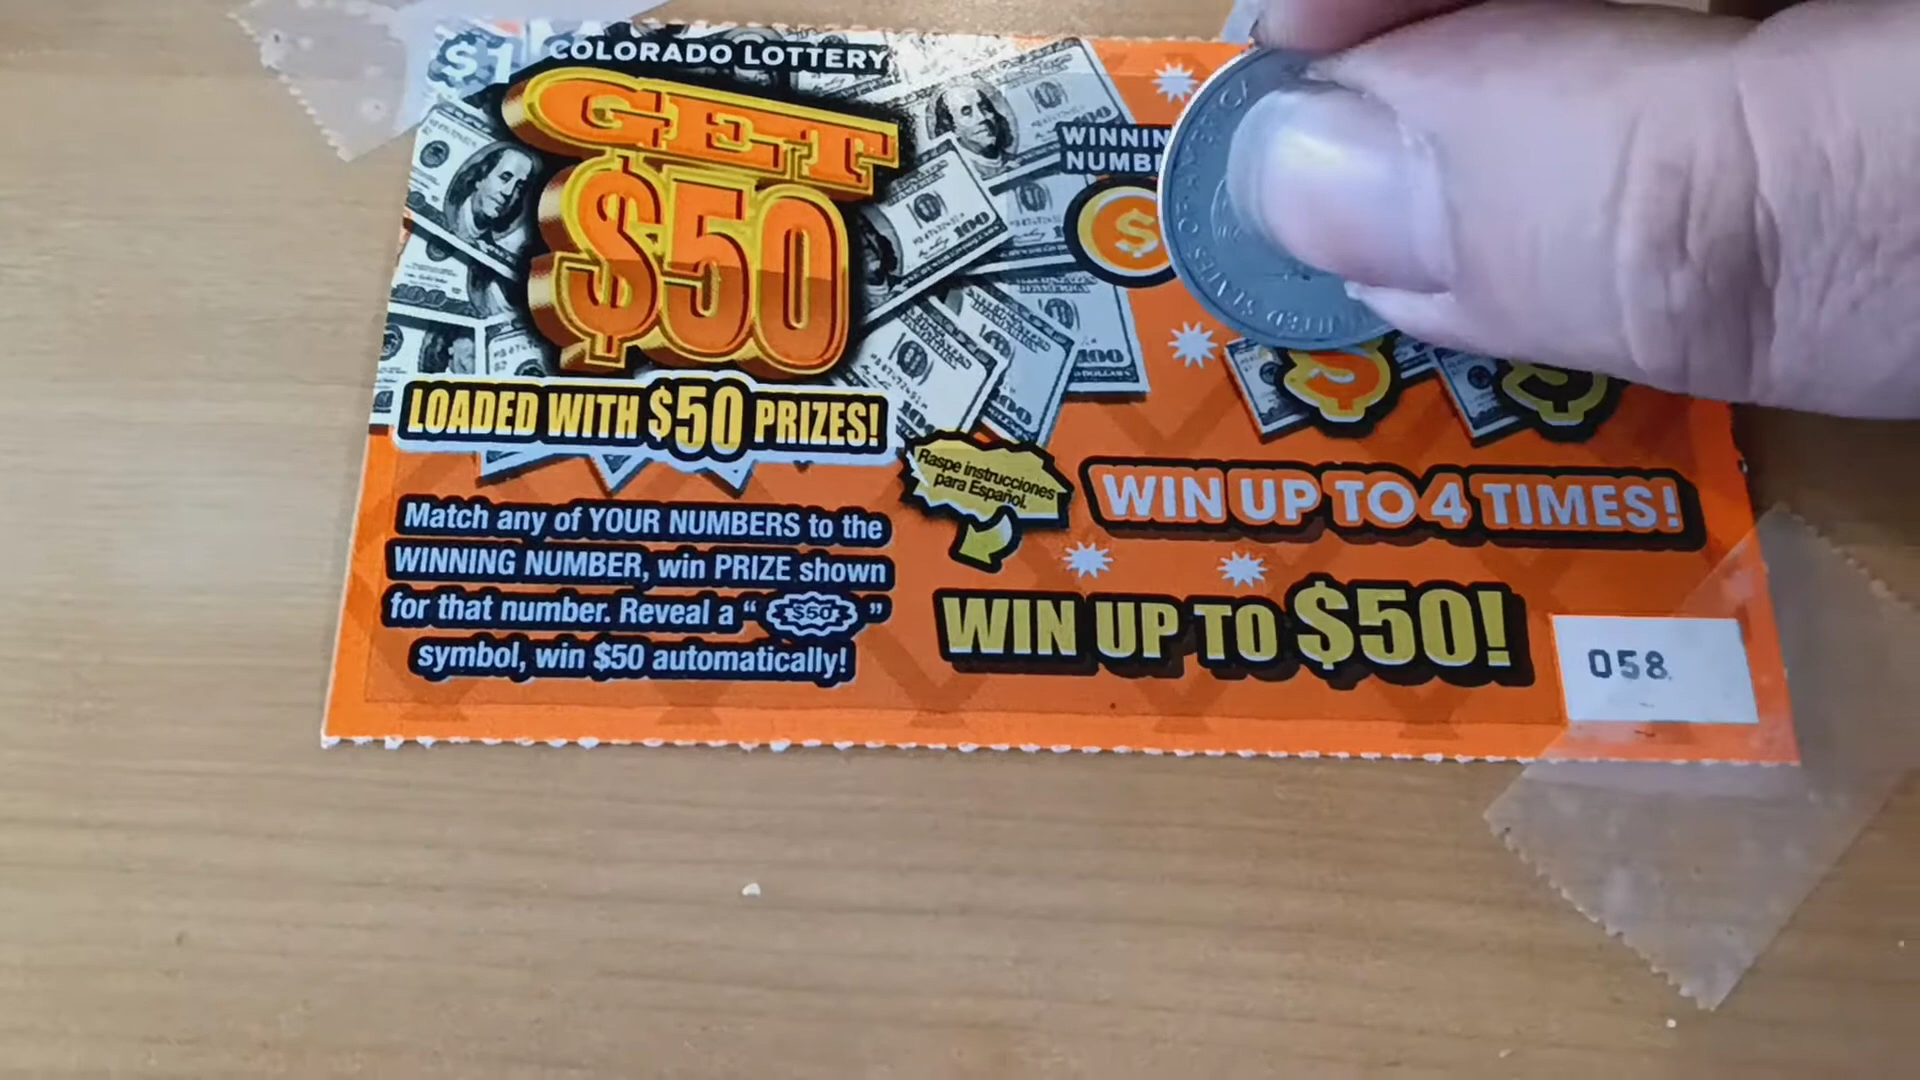 $1
COLORADO LOTTERY
GET
$50
LOADED WITH $50 PRIZES!
Match any of YOUR NUMBERS to the
WINNING NUMBER, win PRIZE shown
for that number. Reveal a “ $50 ”
symbol, win $50 automatically!
Raspe instrucciones
para Español.
WINNIN
NUMB
$
$ $
WIN UP TO 4 TIMES!
WIN UP TO $50!
058